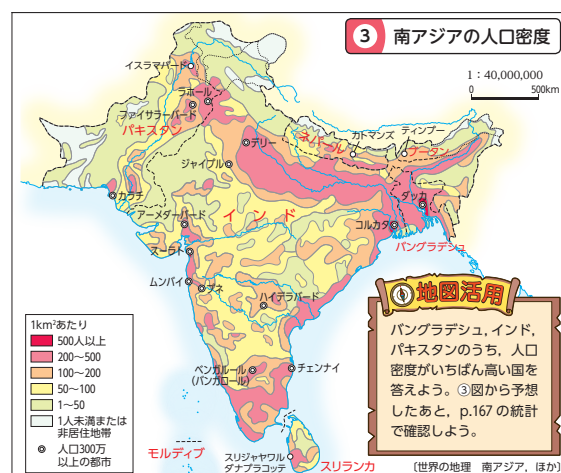 ③ 南アジアの人口密度
1：40,000,000
0 500km
イスラマバード
ラホール
ファイサラーバード
パキスタン
デリー
ネパール
カトマンズ
ティンプー
ブータン
ジャイプル
カラチ
アーメダーバード
インド
ダッカ
コルカタ
バングラデシュ
スーラト
ムンバイ
プネ
ハイデラバード
ベンガルール
(バンガロール)
チェンナイ
モルディブ
スリジャヤワル
ダナプラコッテ
スリランカ
1km²あたり
500人以上
200~500
100~200
50~100
1~50
1人未満または
非居住地帯
人口300万
以上の都市
地図活用
バングラデシュ，インド，
パキスタンのうち，人口
密度がいちばん高い国を
答えよう。③図から予想
したあと，p.167 の統計
で確認しよう。
〔世界の地理 南アジア，ほか〕